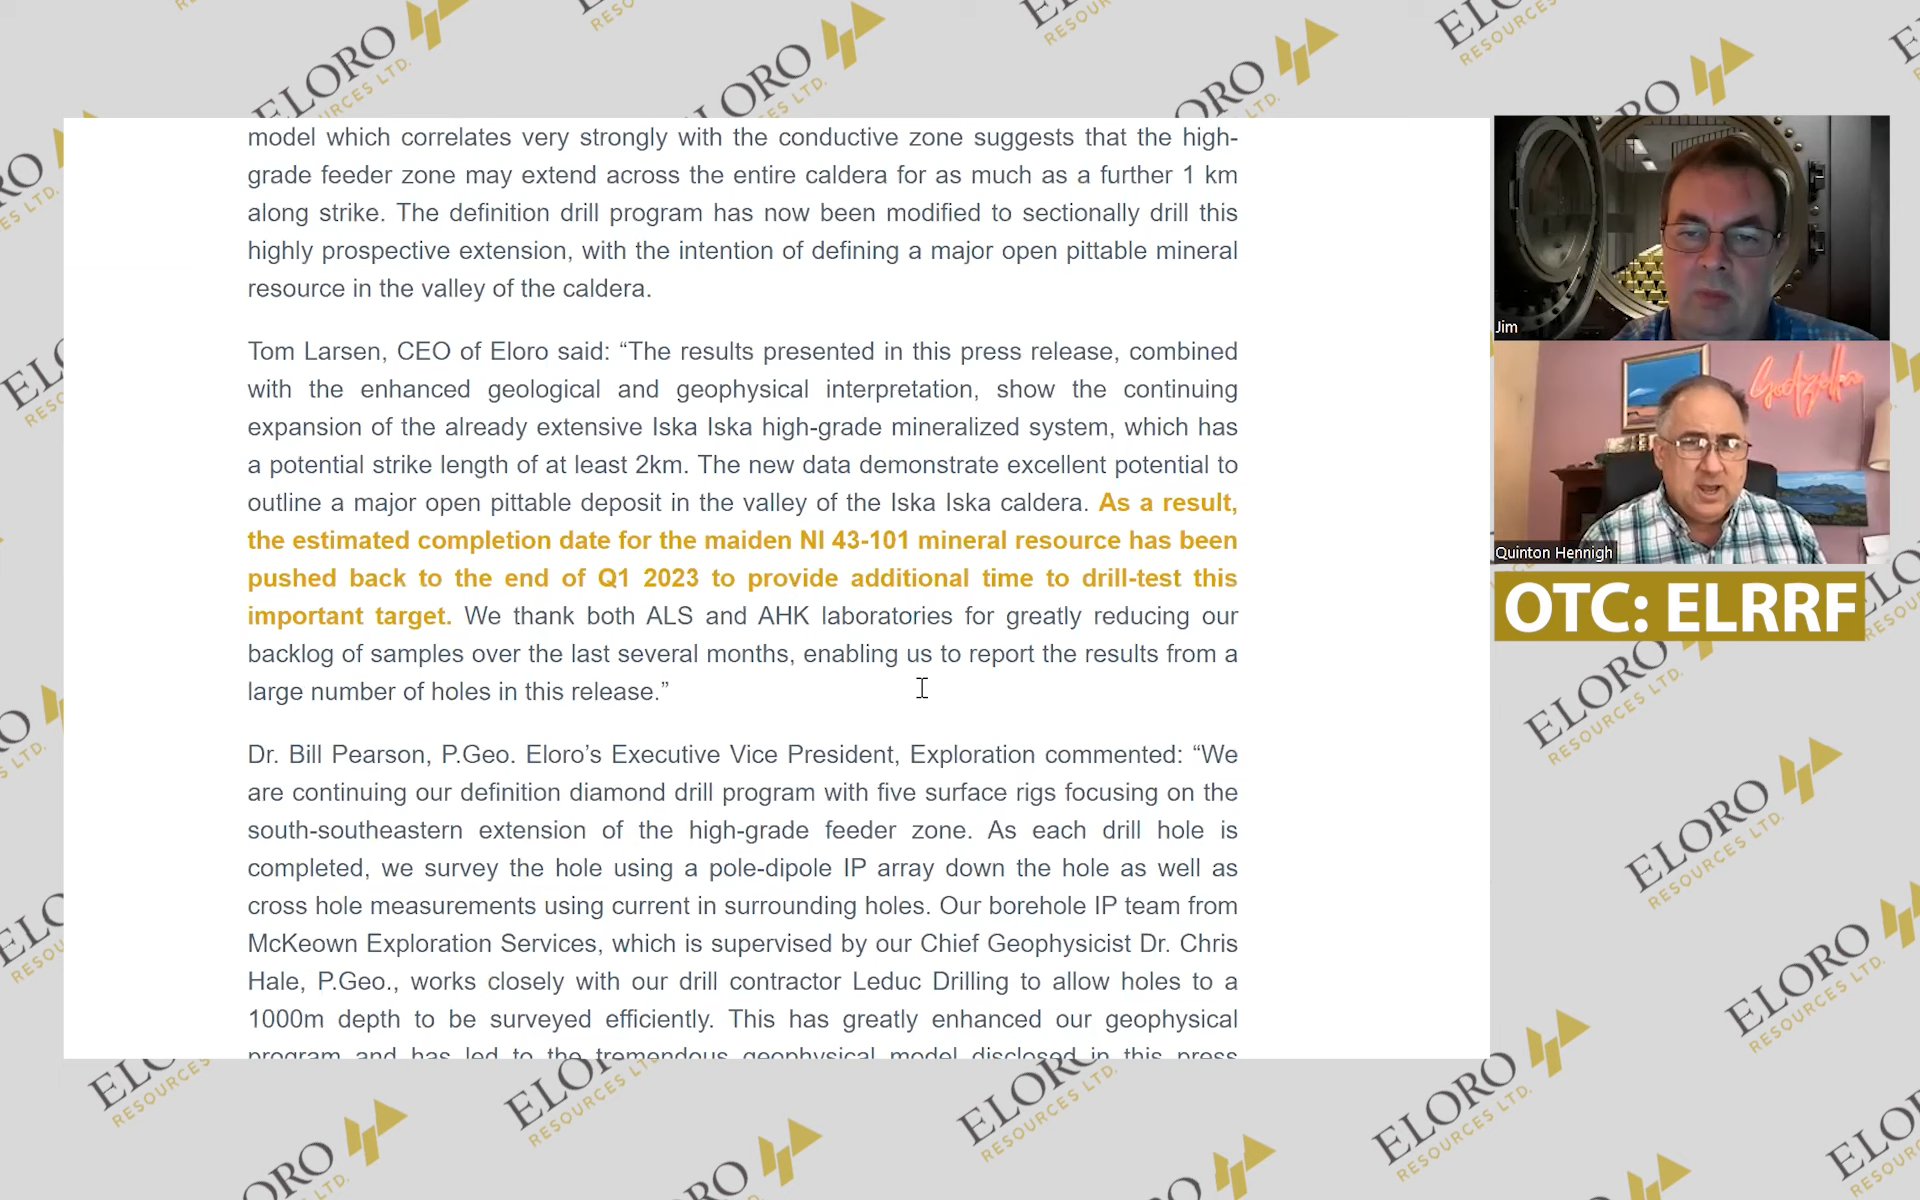 model which correlates very strongly with the conductive zone suggests that the high-
grade feeder zone may extend across the entire caldera for as much as a further 1 km
along strike. The definition drill program has now been modified to sectionally drill this
highly prospective extension, with the intention of defining a major open pittable mineral
resource in the valley of the caldera.
Tom Larsen, CEO of Eloro said: “The results presented in this press release, combined
with the enhanced geological and geophysical interpretation, show the continuing
expansion of the already extensive Iska Iska high-grade mineralized system, which has
a potential strike length of at least 2km. The new data demonstrate excellent potential to
outline a major open pittable deposit in the valley of the Iska Iska caldera. As a result,
the estimated completion date for the maiden NI 43-101 mineral resource has been
pushed back to the end of Q1 2023 to provide additional time to drill-test this
important target. We thank both ALS and AHK laboratories for greatly reducing our
backlog of samples over the last several months, enabling us to report the results from a
large number of holes in this release.”
Dr. Bill Pearson, P.Geo. Eloro’s Executive Vice President, Exploration commented: “We
are continuing our definition diamond drill program with five surface rigs focusing on the
south-southeastern extension of the high-grade feeder zone. As each drill hole is
completed, we survey the hole using a pole-dipole IP array down the hole as well as
cross hole measurements using current in surrounding holes. Our borehole IP team from
McKeown Exploration Services, which is supervised by our Chief Geophysicist Dr. Chris
Hale, P.Geo., works closely with our drill contractor Leduc Drilling to allow holes to a
1000m depth to be surveyed efficiently. This has greatly enhanced our geophysical
program and has led to the tremendous geophysical model disclosed in this press
Jim
Godzilla
Quinton Hennigh
OTC: ELRRF
ELORO
RESOURCES LTD.